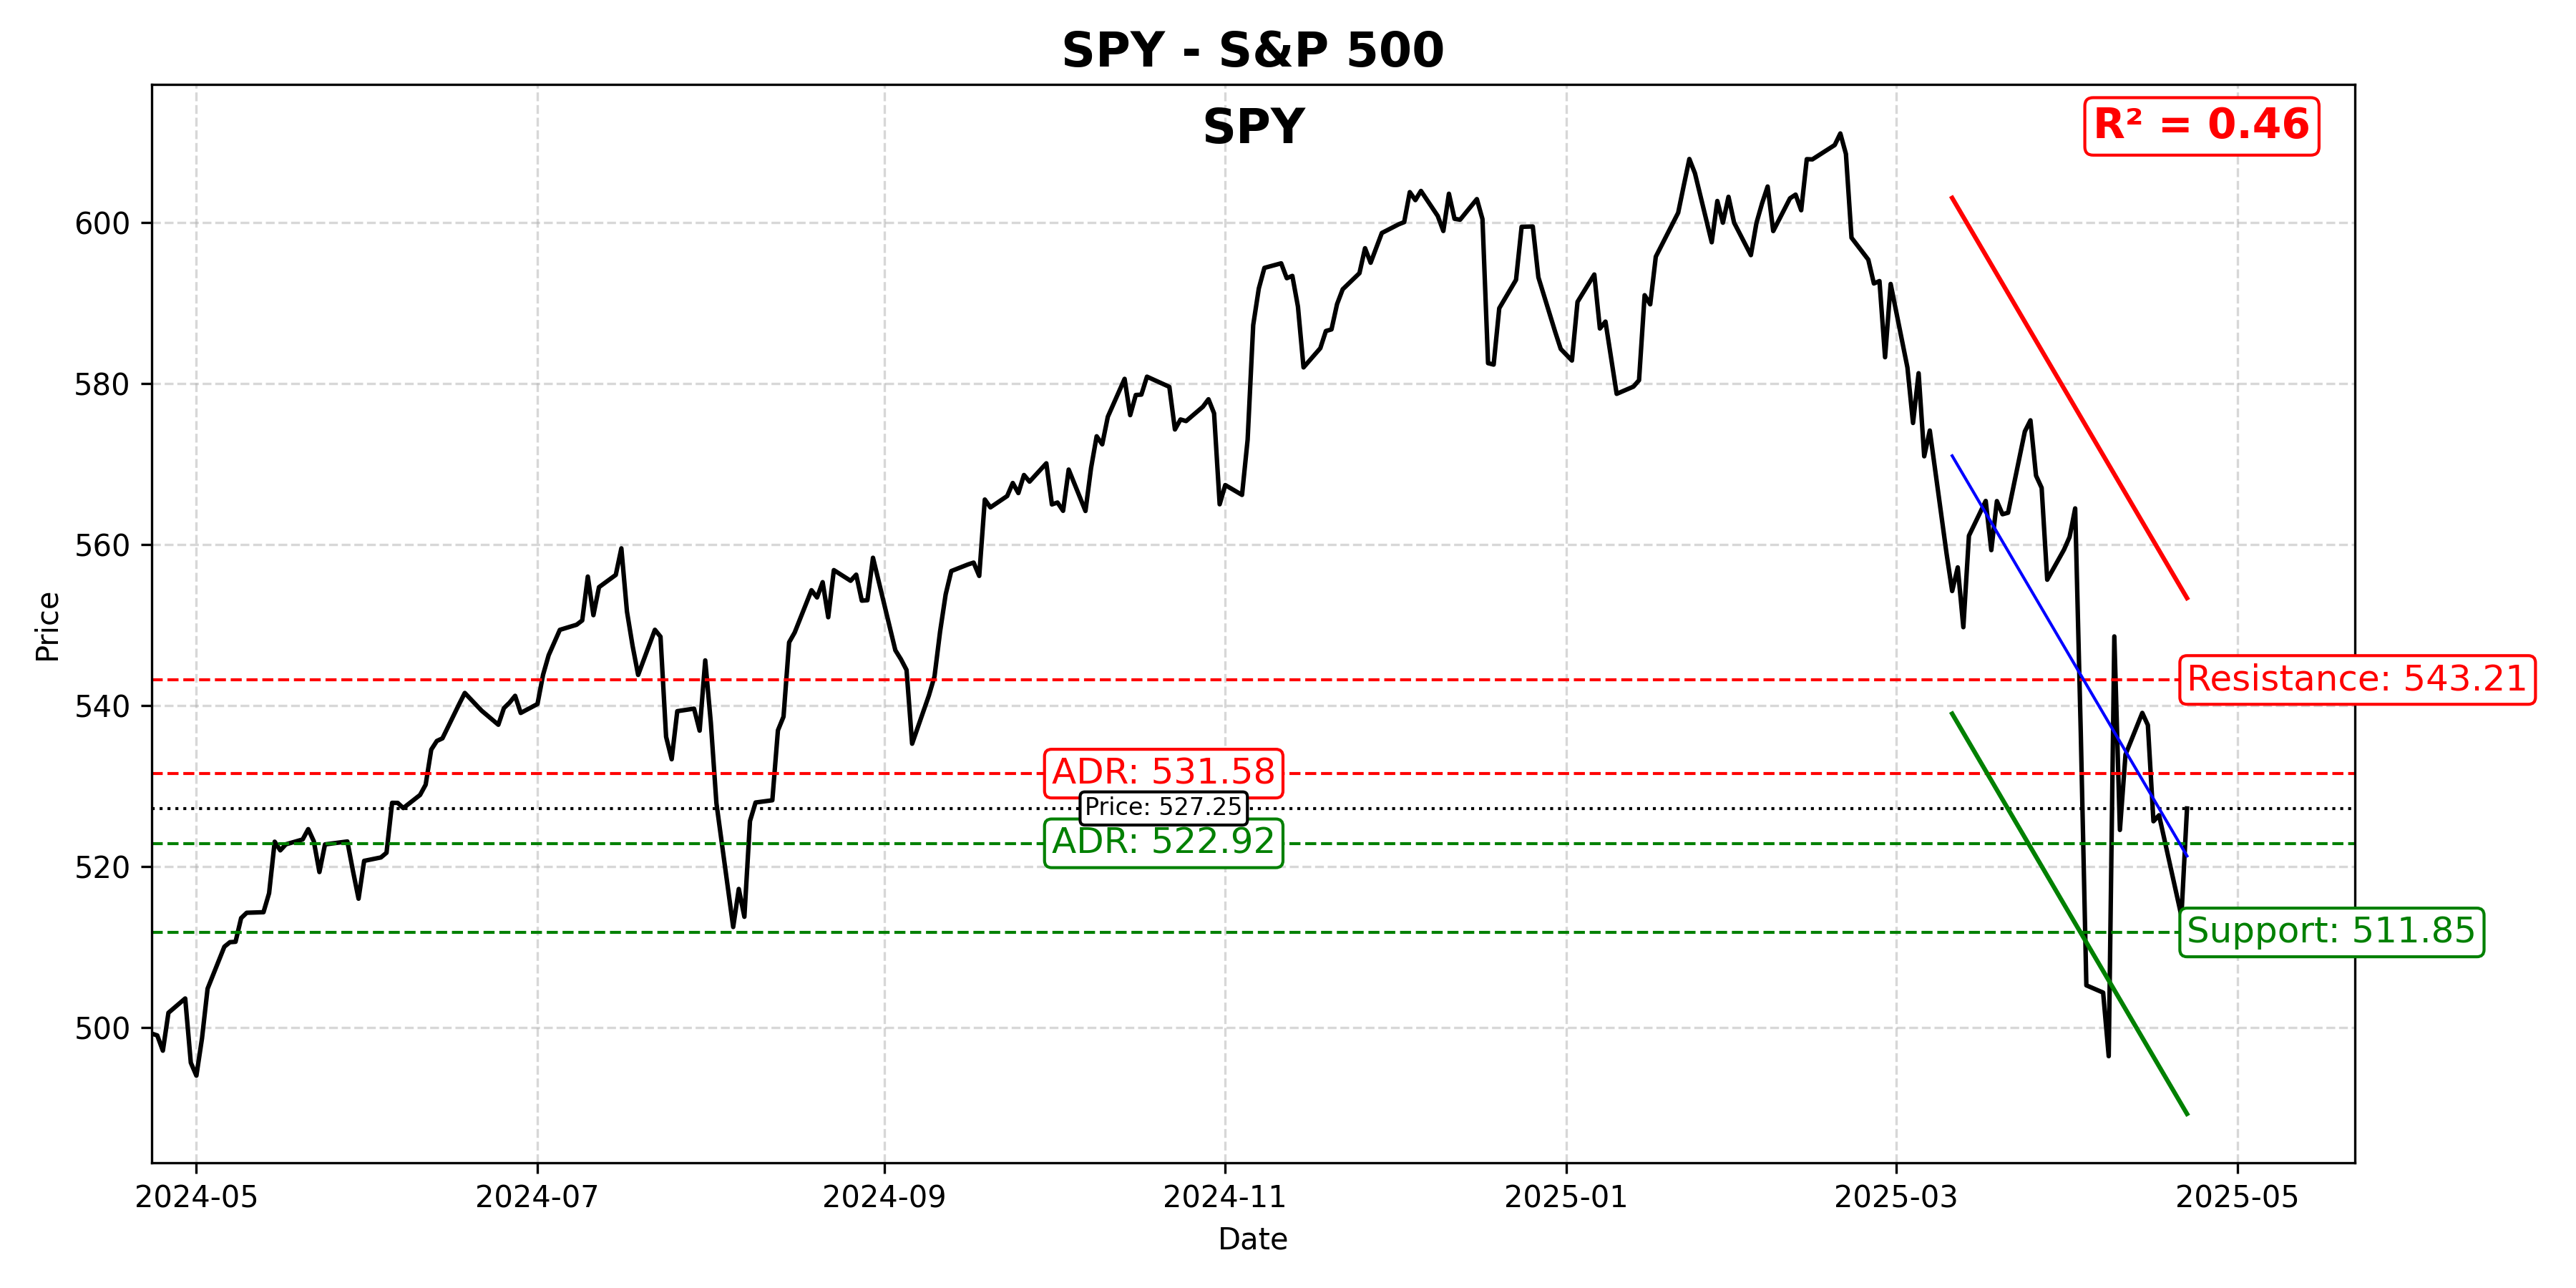 SPY - S&P 500
SPY
R² = 0.46
600
580
560
540
520
500
Price
Resistance: 543.21
ADR: 531.58
Price: 527.25
ADR: 522.92
Support: 511.85
2024-05
2024-07
2024-09
2024-11
2025-01
2025-03
2025-05
Date